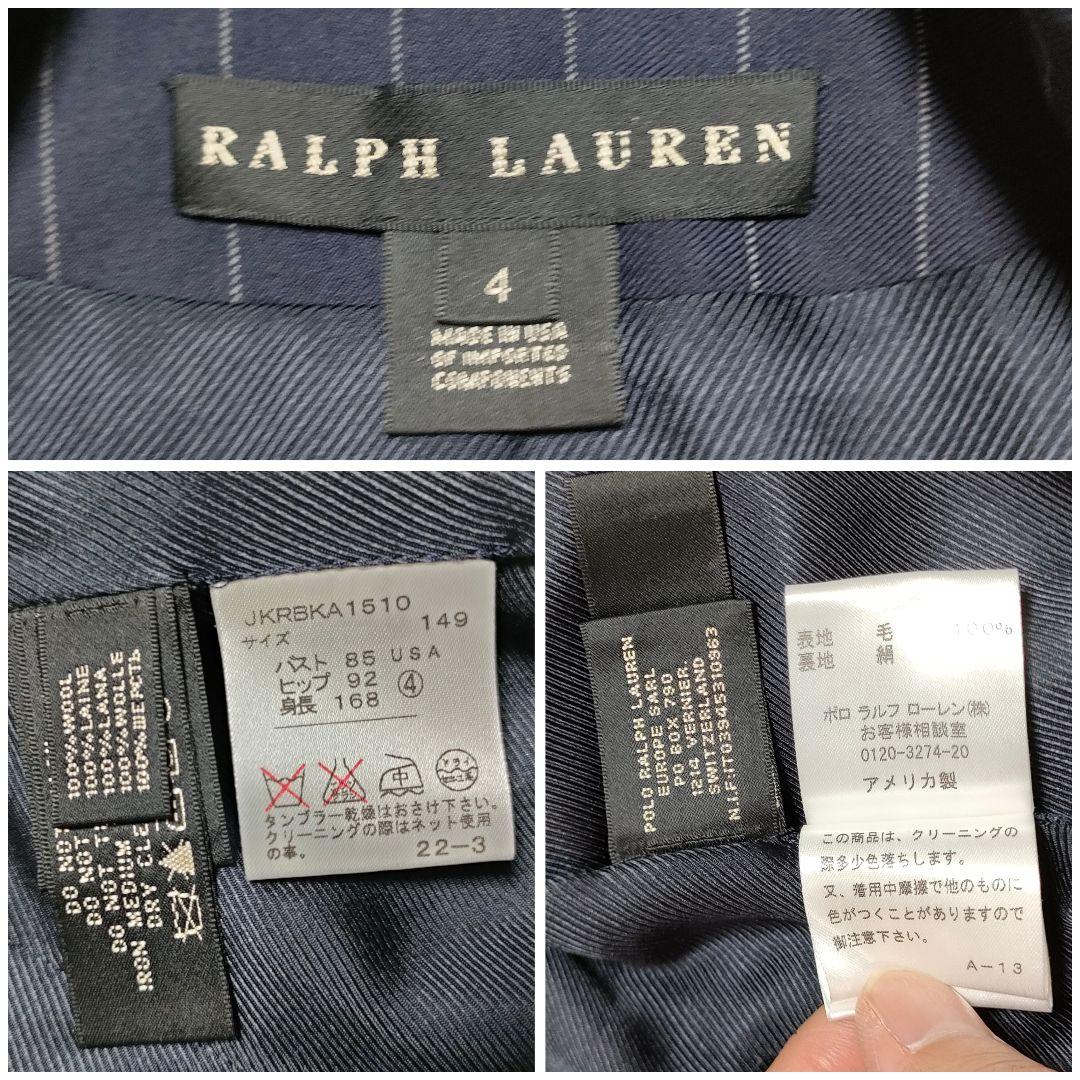 RALPH LAUREN
4
MADE IN USA
OF IMPORTED
COMPONENTS
100% WOOL
100% LAINE
100% LANA
100% WOLLE
100% ШЕРСТЬ
DO NOT
DO NOT
DO NOT
IRON MEDIUM
DRY CLE
JKRBKA1510
149
サイズ
バスト 85 USA
ヒップ 92 ④
身長 168
中
タンブラー乾燥はおさけ下さい。
クリーニングの際はネット使用
の事。
22-3
POLO RALPH LAUREN
EUROPE SARL
PO BOX 790
1214 VERNIER.
SWITZERLAND
N.I.F:IT03345310363
表地 毛 100%
裏地 絹
ポロ ラルフ ローレン(株)
お客様相談室
0120-3274-20
アメリカ製
この商品は、クリーニングの
際多少色落ちします。
又、着用中摩擦で他のものに
色がつくことがありますので
御注意下さい。
A-13